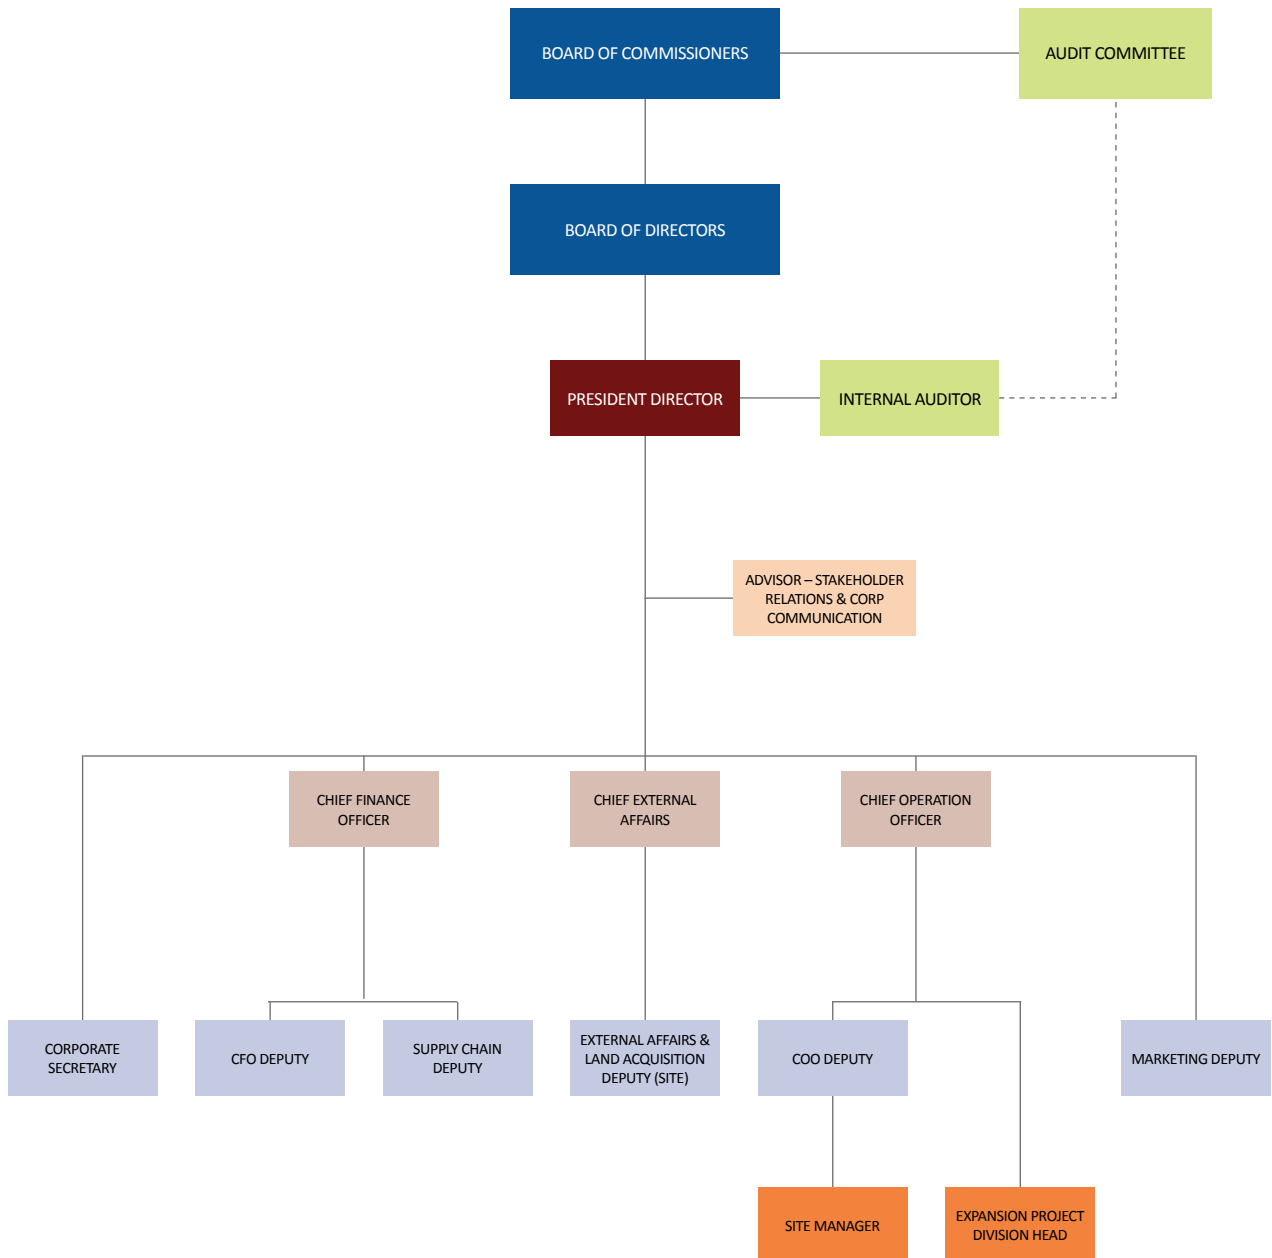 BOARD OF COMMISSIONERS
AUDIT COMMITTEE
BOARD OF DIRECTORS
PRESIDENT DIRECTOR
INTERNAL AUDITOR
ADVISOR – STAKEHOLDER
RELATIONS & CORP
COMMUNICATION
CHIEF FINANCE
OFFICER
CHIEF EXTERNAL
AFFAIRS
CHIEF OPERATION
OFFICER
CORPORATE
SECRETARY
CFO DEPUTY
SUPPLY CHAIN
DEPUTY
EXTERNAL AFFAIRS &
LAND ACQUISITION
DEPUTY (SITE)
COO DEPUTY
MARKETING DEPUTY
SITE MANAGER
EXPANSION PROJECT
DIVISION HEAD